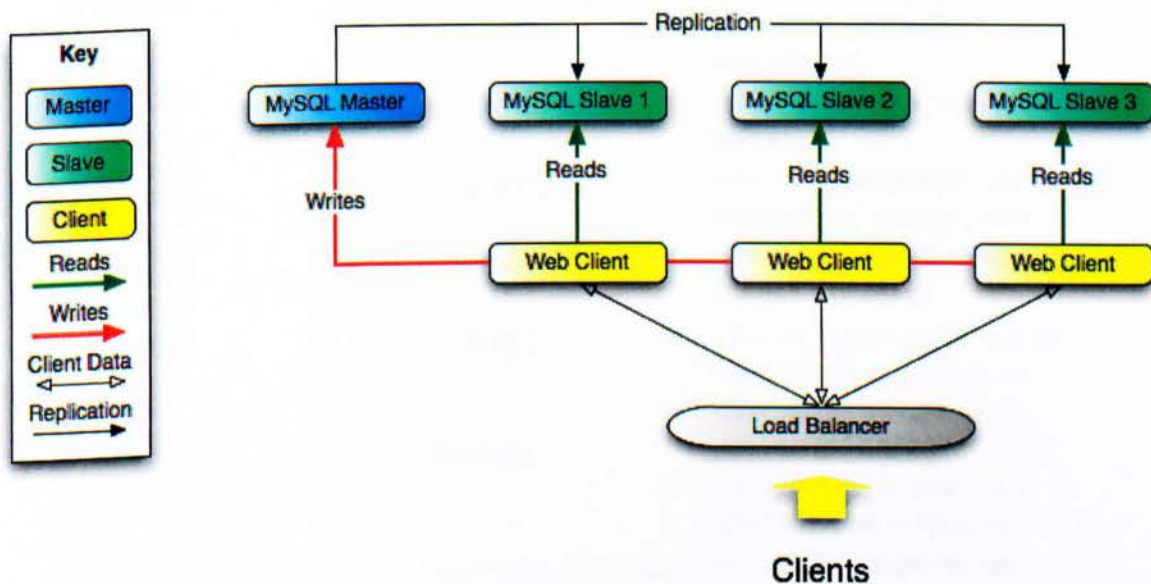 Key
Master
Slave
Client
Reads
Writes
Client Data
Replication
Replication
MySQL Master
MySQL Slave 1
MySQL Slave 2
MySQL Slave 3
Writes
Reads
Reads
Reads
Web Client
Web Client
Web Client
Load Balancer
Clients